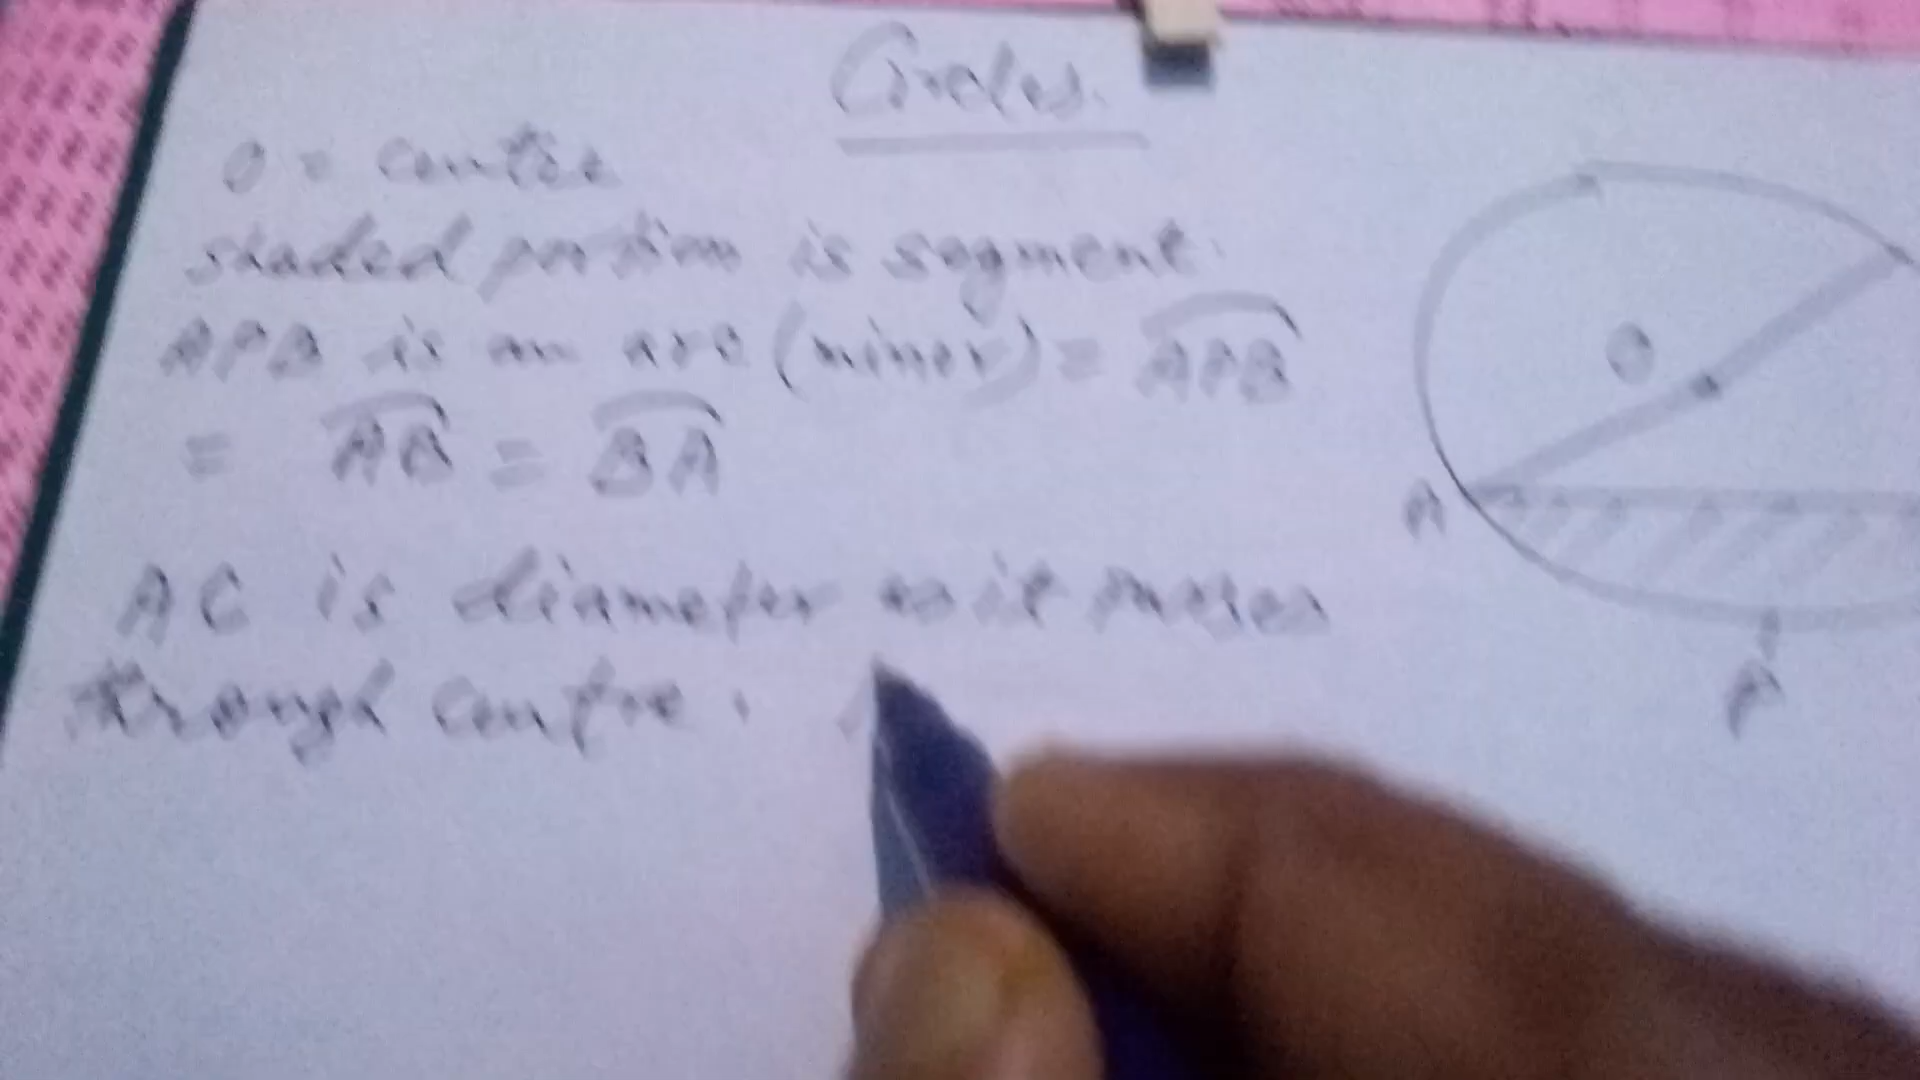 Circles.
O = centre
shaded portion is segment.
APB is an arc (minor) = APB
= AB = BA
AC is diameter as it passes
through centre.
O
A
P